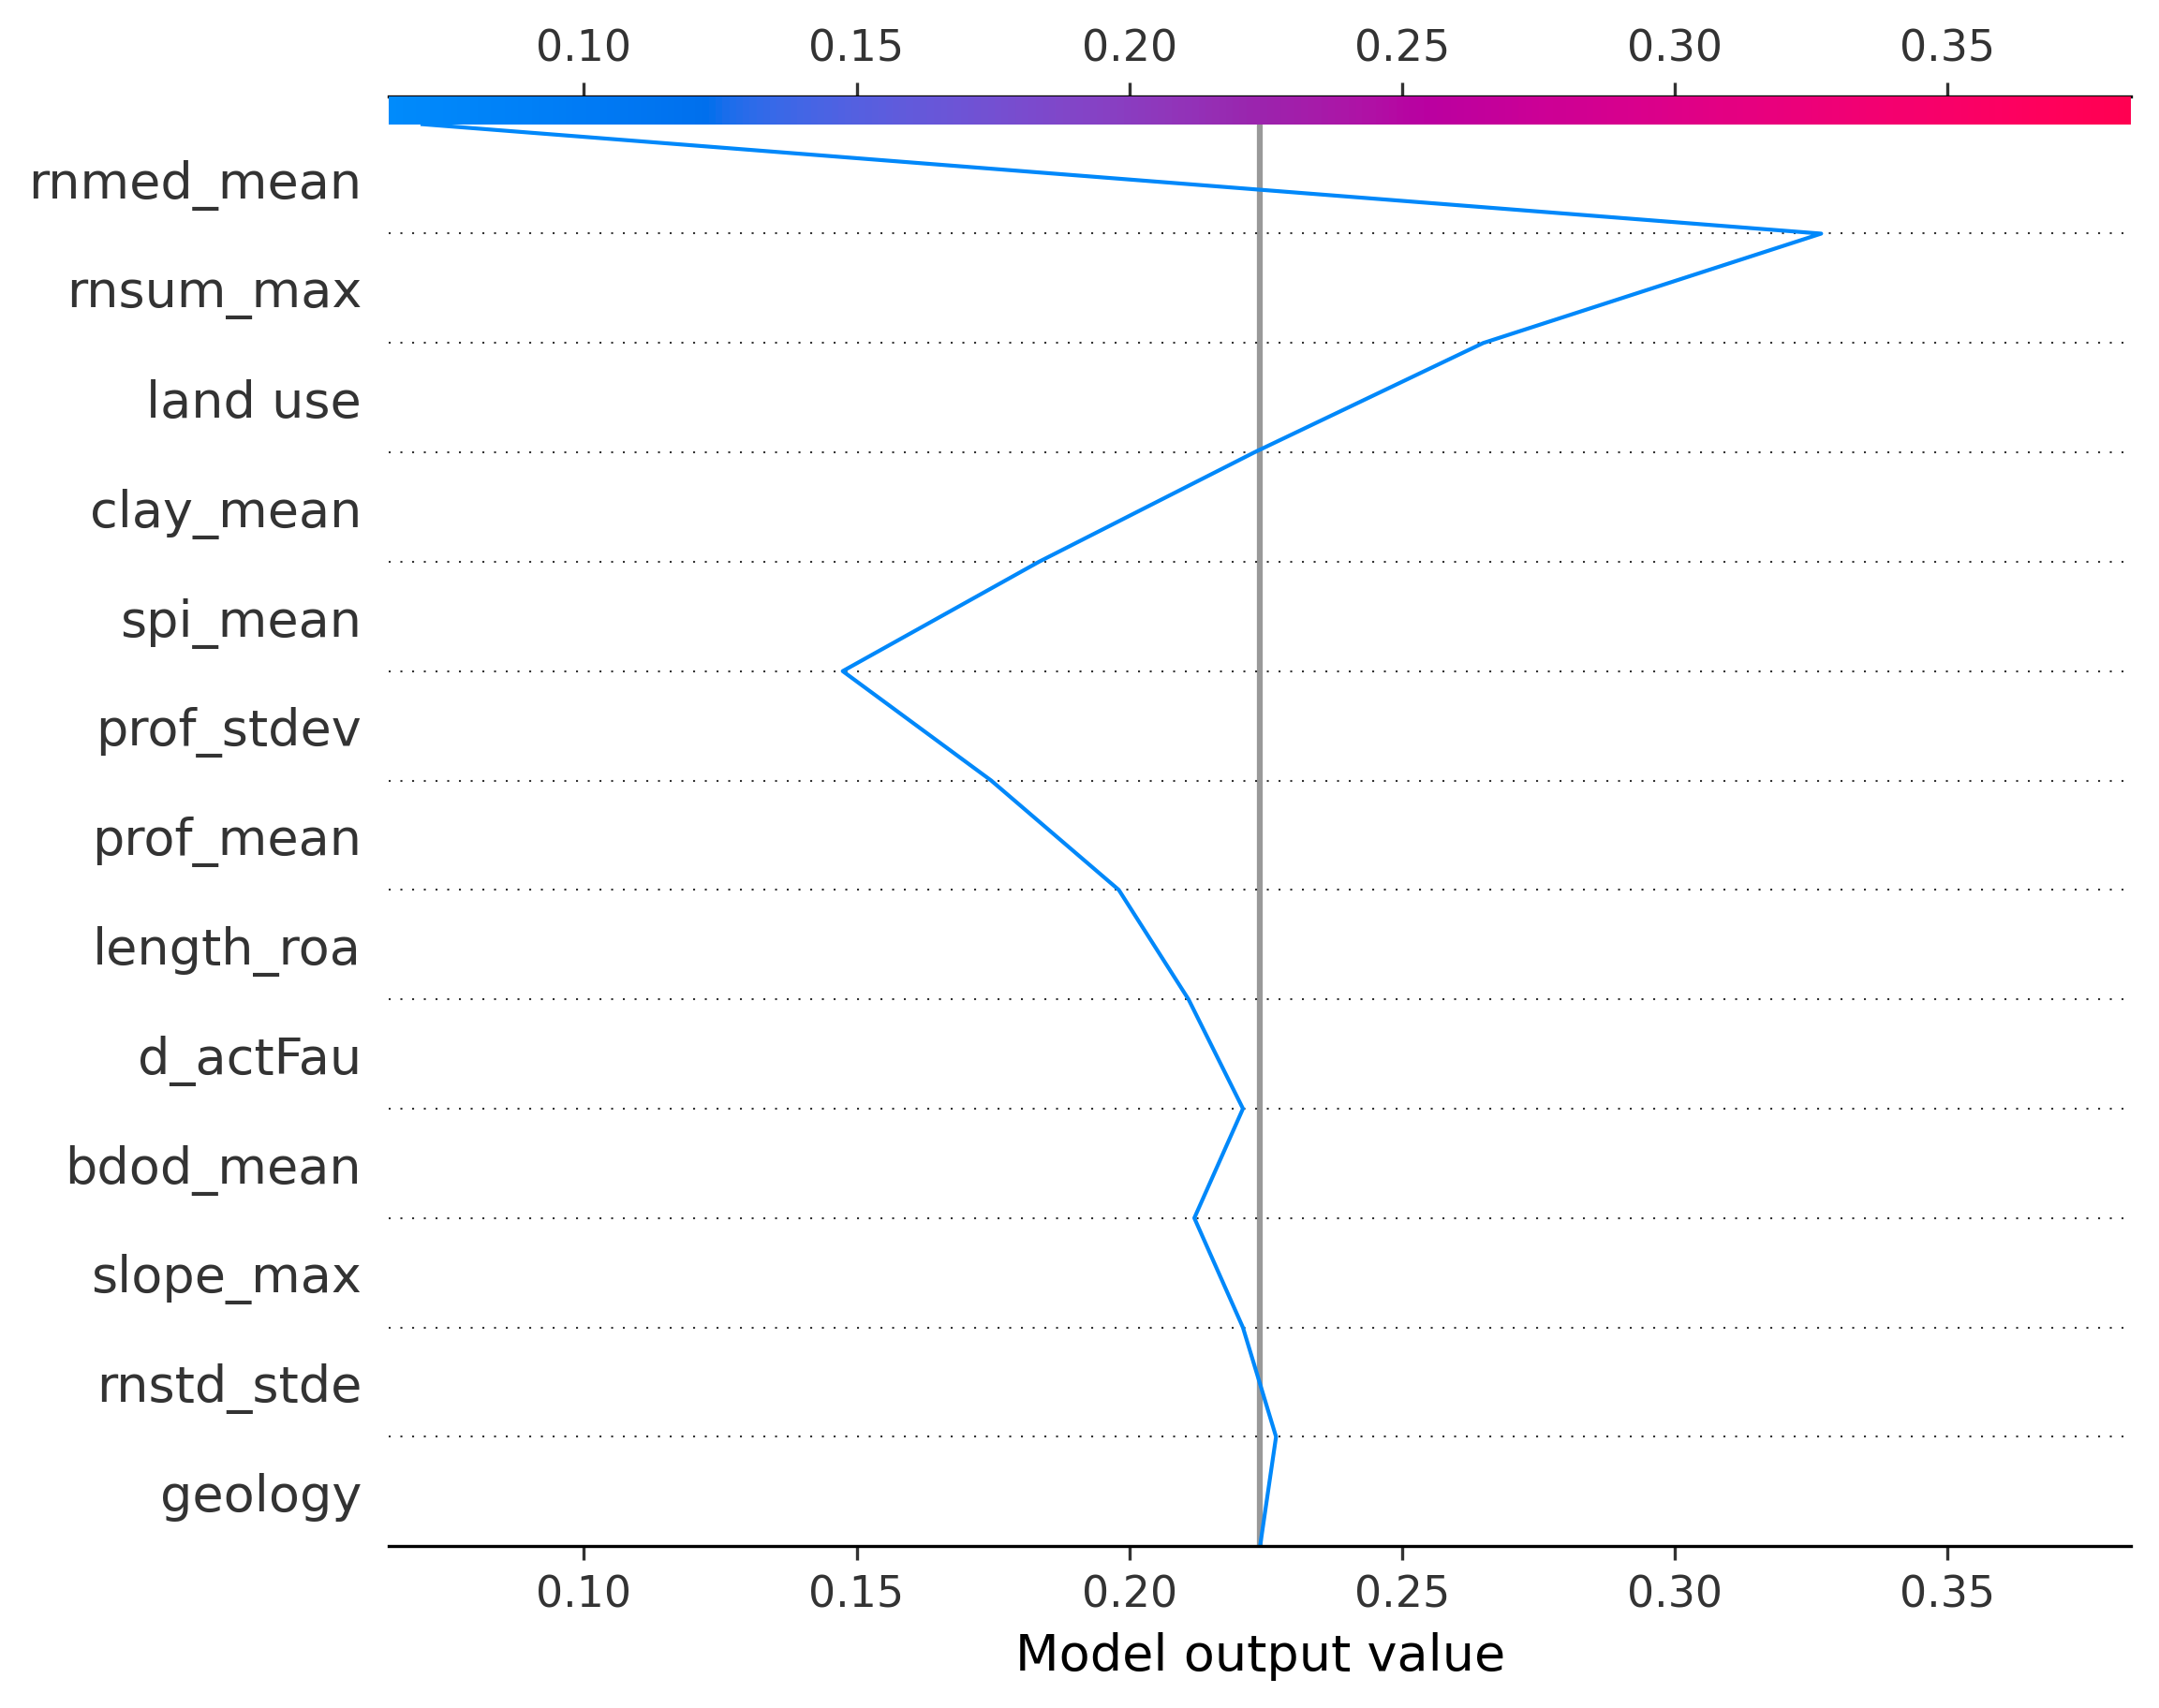 0.10 0.15 0.20 0.25 0.30 0.35
rnmed_mean
rnsum_max
land use
clay_mean
spi_mean
prof_stdev
prof_mean
length_roa
d_actFau
bdod_mean
slope_max
rnstd_stde
geology
0.10 0.15 0.20 0.25 0.30 0.35
Model output value